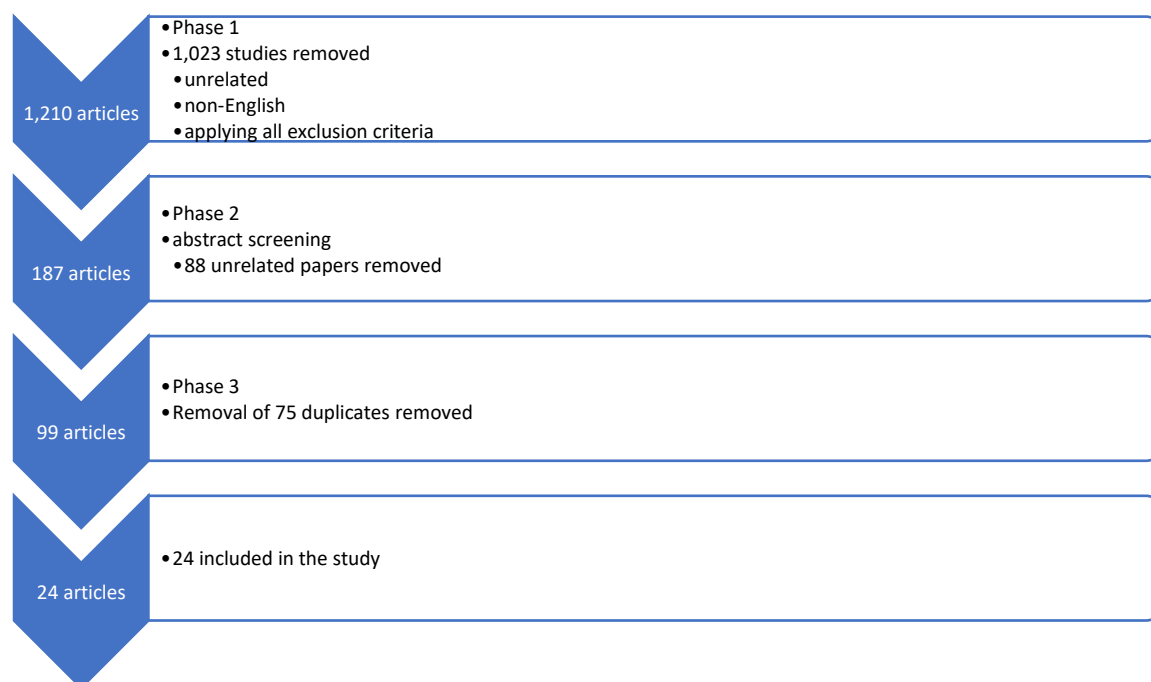 1,210 articles
•Phase 1
•1,023 studies removed
•unrelated
•non-English
•applying all exclusion criteria
187 articles
•Phase 2
•abstract screening
•88 unrelated papers removed
99 articles
•Phase 3
•Removal of 75 duplicates removed
24 articles
•24 included in the study